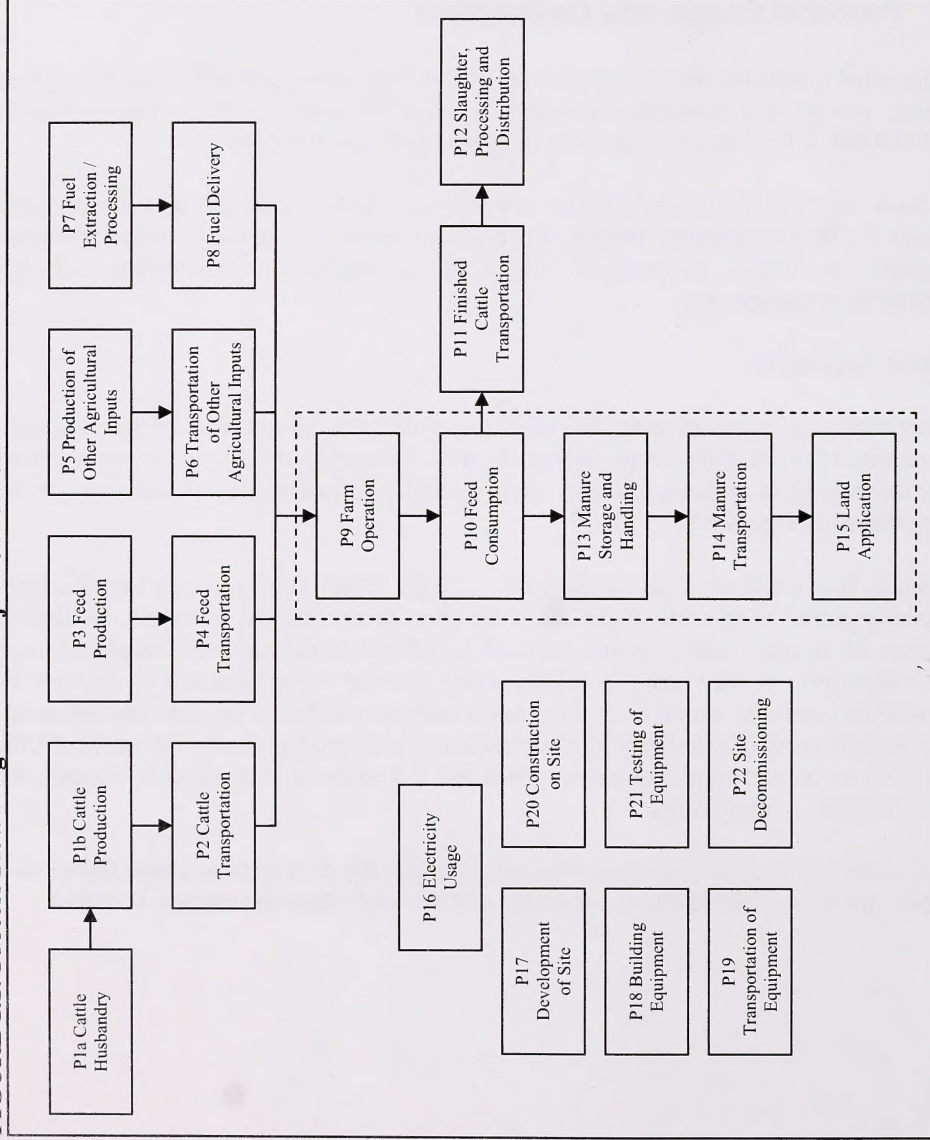 P1a Cattle
Husbandry
P1b Cattle
Production
P2 Cattle
Transportation
P3 Feed
Production
P4 Feed
Transportation
P5 Production of
Other Agricultural
Inputs
P6 Transportation
of Other
Agricultural Inputs
P7 Fuel
Extraction /
Processing
P8 Fuel Delivery
P9 Farm
Operation
P10 Feed
Consumption
P11 Finished
Cattle
Transportation
P12 Slaughter,
Processing and
Distribution
P13 Manure
Storage and
Handling
P14 Manure
Transportation
P15 Land
Application
P16 Electricity
Usage
P17
Development
of Site
P18 Building
Equipment
P19
Transportation of
Equipment
P20 Construction
on Site
P21 Testing of
Equipment
P22 Site
Decommissioning